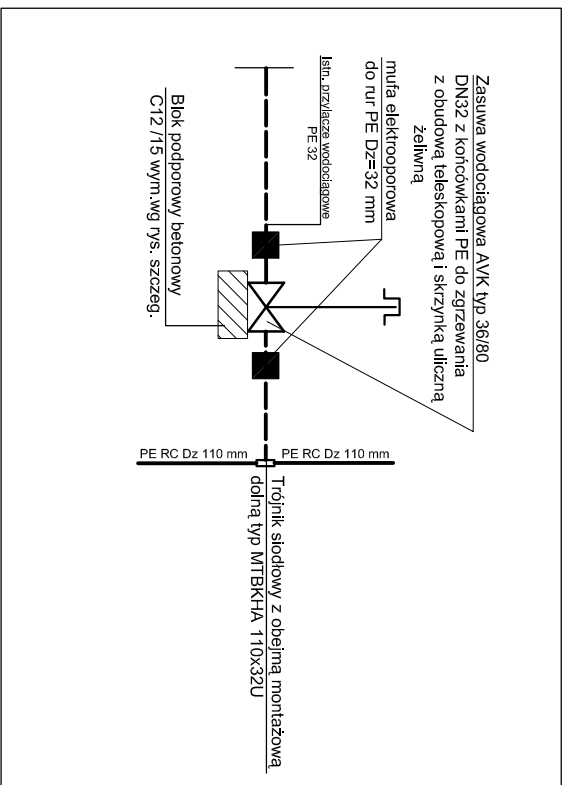 Zasuwa wodociągowa AVK typ 36/80
DN32 z końcówkami PE do zgrzewania
z obudową teleskopową i skrzynką uliczną
żeliwną
mufa elektrooporowa
do rur PE Dz=32 mm
Istn. przyłącze wodociągowe
PE 32
Blok podporowy betonowy
C12 /15 wym.wg rys. szczeg.
PE RC Dz 110 mm
PE RC Dz 110 mm
Trójnik siodłowy z obejmą montażową
dolną typ MTBKHA 110x32U